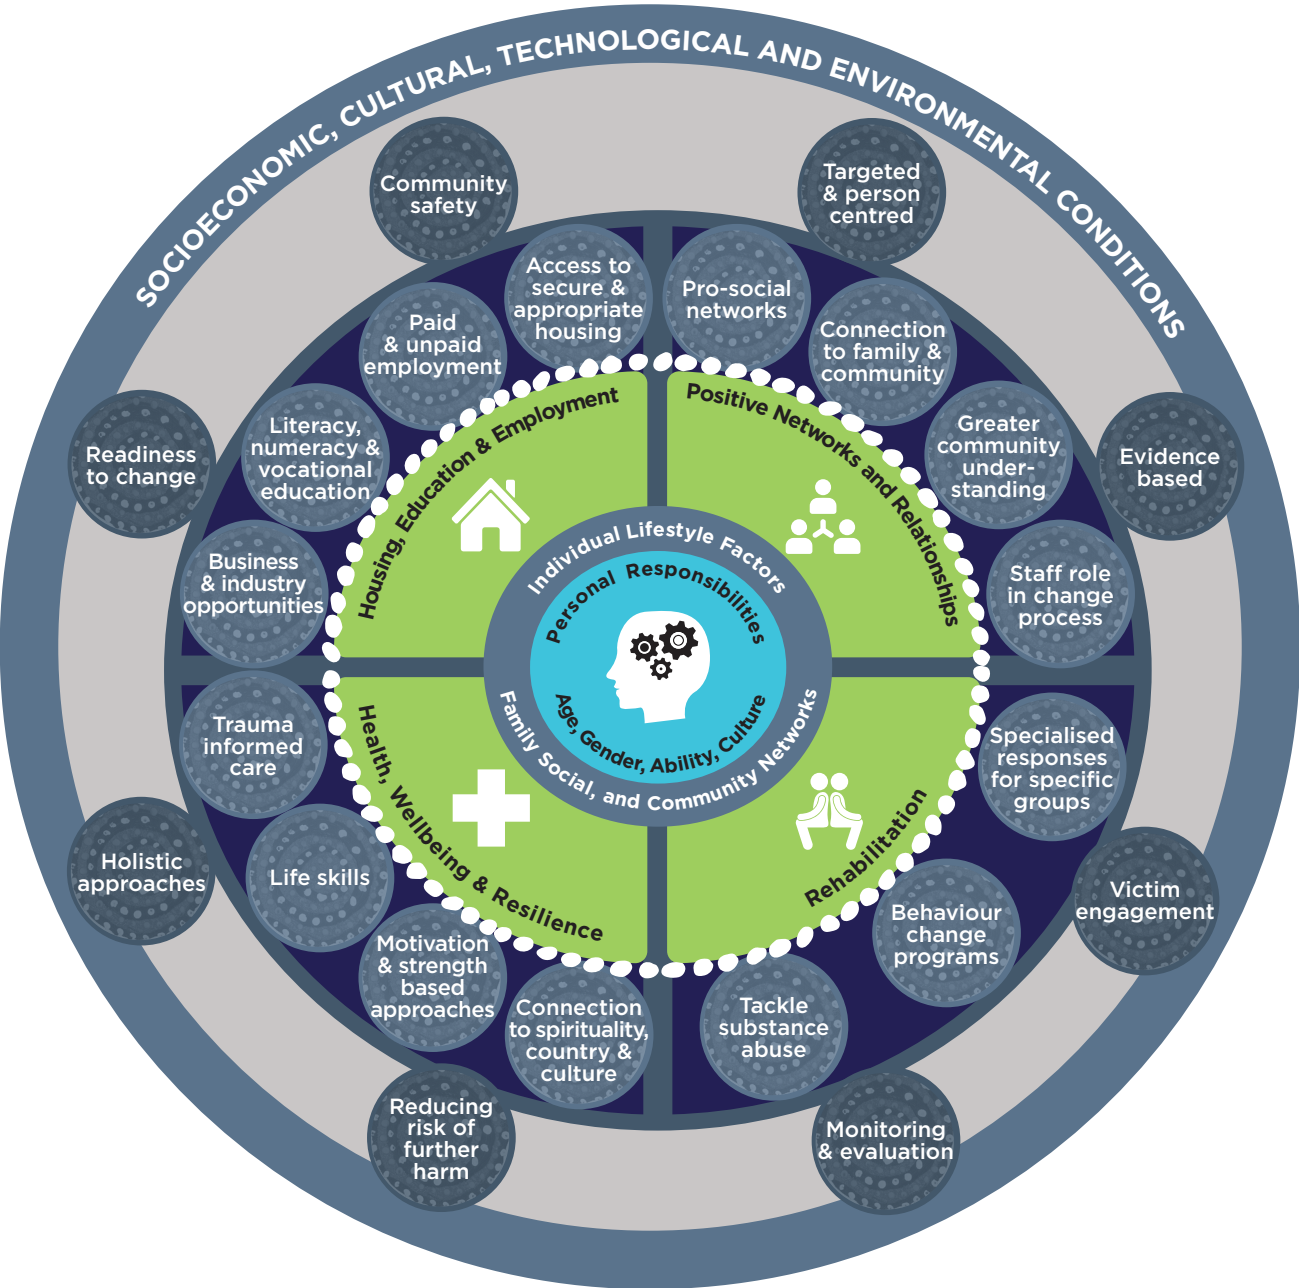 SOCIOECONOMIC, CULTURAL, TECHNOLOGICAL AND ENVIRONMENTAL CONDITIONS
Community
safety
Targeted
& person
centred
Readiness
to change
Evidence
based
Holistic
approaches
Victim
engagement
Reducing
risk of
further
harm
Monitoring
& evaluation
Access to
secure &
appropriate
housing
Paid
& unpaid
employment
Literacy,
numeracy &
vocational
education
Business
& industry
opportunities
Pro-social
networks
Connection
to family &
community
Greater
community
under-
standing
Staff role
in change
process
Trauma
informed
care
Life skills
Motivation
& strength
based
approaches
Connection
to spirituality,
country &
culture
Specialised
responses
for specific
groups
Behaviour
change
programs
Tackle
substance
abuse
Housing, Education & Employment
Positive Networks and Relationships
Health, Wellbeing & Resilience
Rehabilitation
Individual Lifestyle Factors
Family Social, and Community Networks
Personal Responsibilities
Age, Gender, Ability, Culture